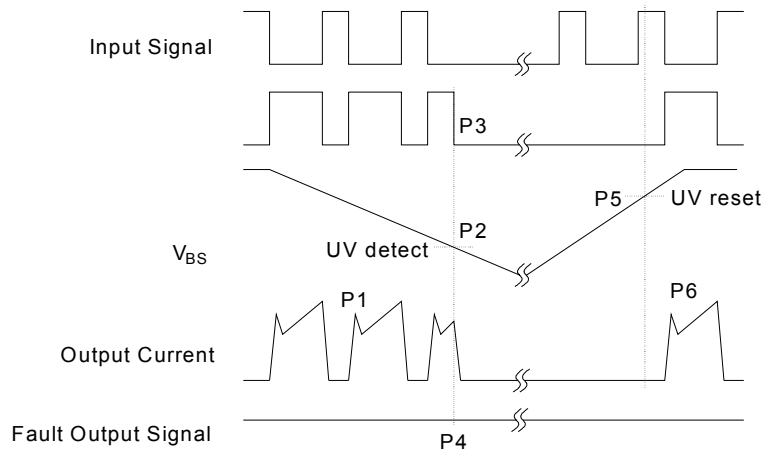 Input Signal
P3
P5
UV reset
P2
UV detect
VBS
P1
P6
Output Current
Fault Output Signal
P4